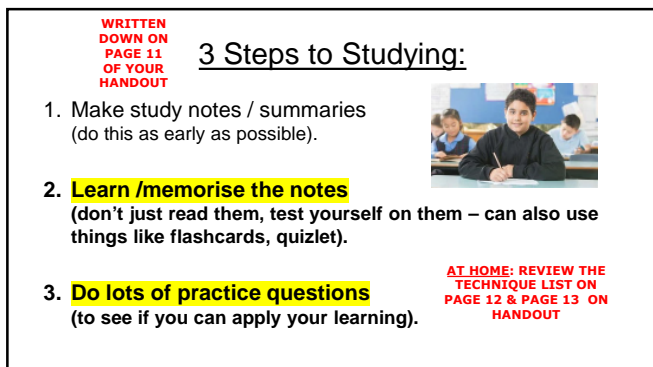 WRITTEN
DOWN ON
PAGE 11
OF YOUR
HANDOUT
3 Steps to Studying:
1. Make study notes / summaries
(do this as early as possible).
2. Learn /memorise the notes
(don't just read them, test yourself on them – can also use
things like flashcards, quizlet).
3. Do lots of practice questions
(to see if you can apply your learning).
AT HOME: REVIEW THE
TECHNIQUE LIST ON
PAGE 12 & PAGE 13 ON
HANDOUT